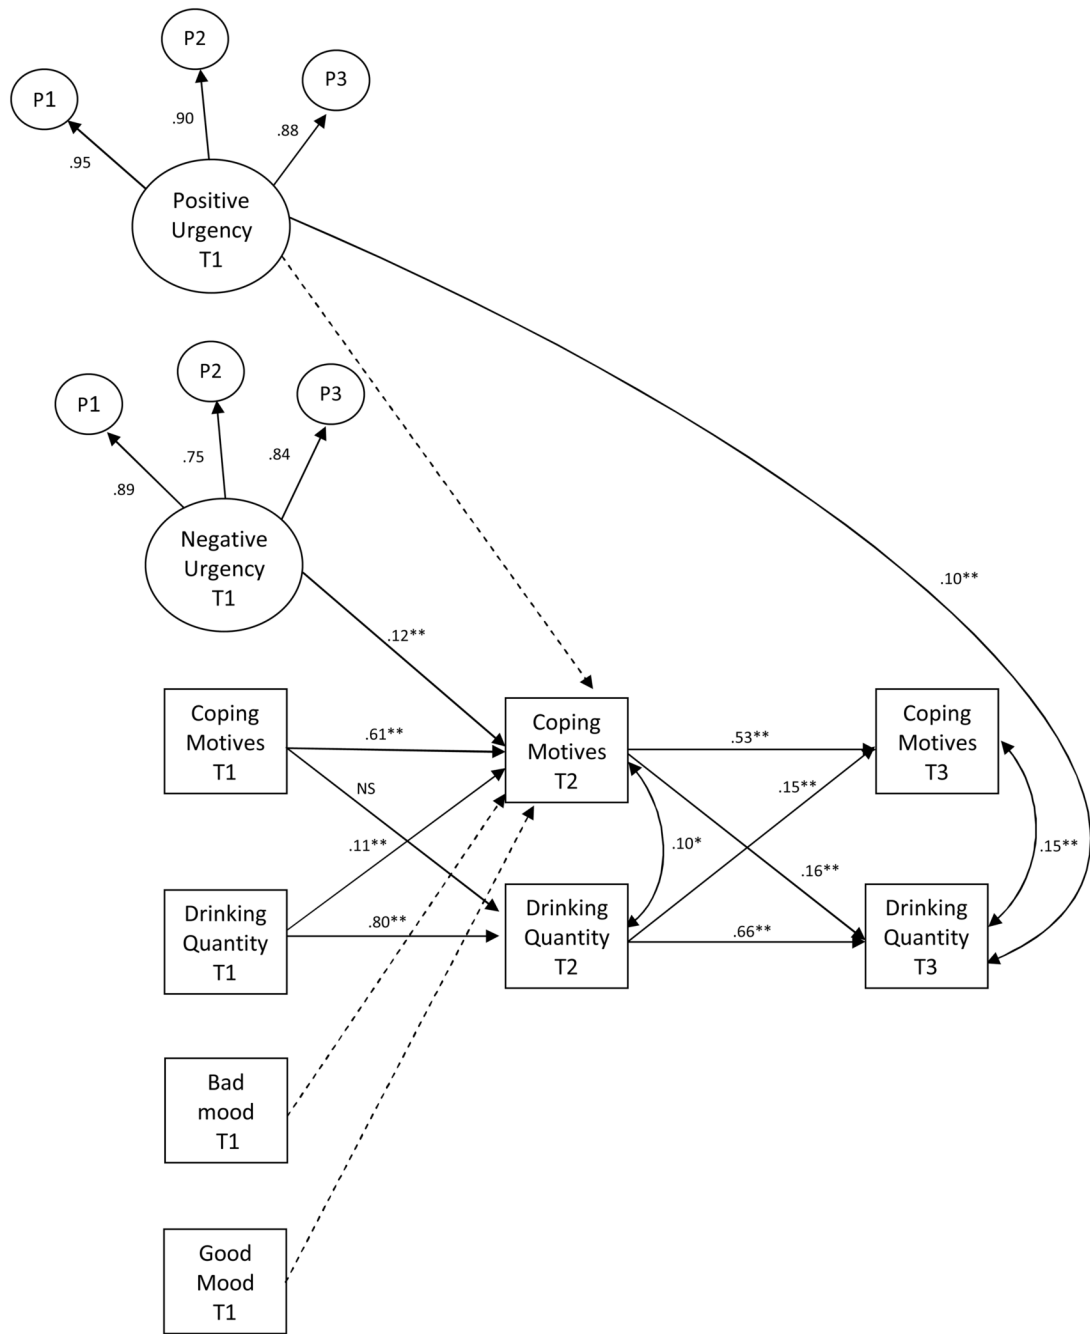 P2
P1
P3
.90
.88
.95
Positive
Urgency
T1
P2
P1
P3
.75
.84
.89
Negative
Urgency
T1
.10**
.12**
Coping
Motives
T1
.61**
NS
.11**
Coping
Motives
T2
.53**
.15**
Coping
Motives
T3
.10*
.15**
.16**
Drinking
Quantity
T1
.80**
Drinking
Quantity
T2
.66**
Drinking
Quantity
T3
Bad
mood
T1
Good
Mood
T1